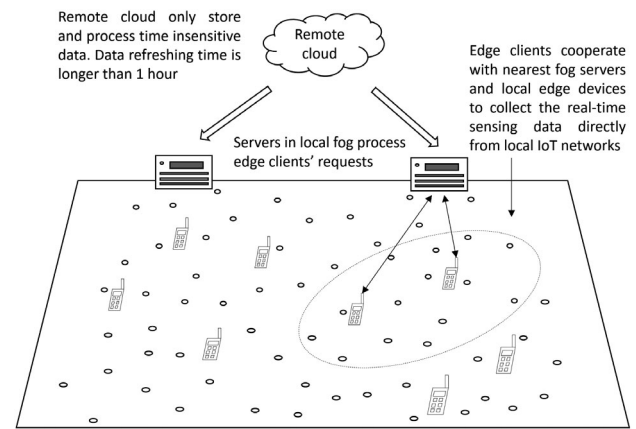 Remote cloud only store
and process time insensitive
data. Data refreshing time is
longer than 1 hour
Remote
cloud
Edge clients cooperate
with nearest fog servers
and local edge devices
to collect the real-time
sensing data directly
from local IoT networks
Servers in local fog process
edge clients' requests